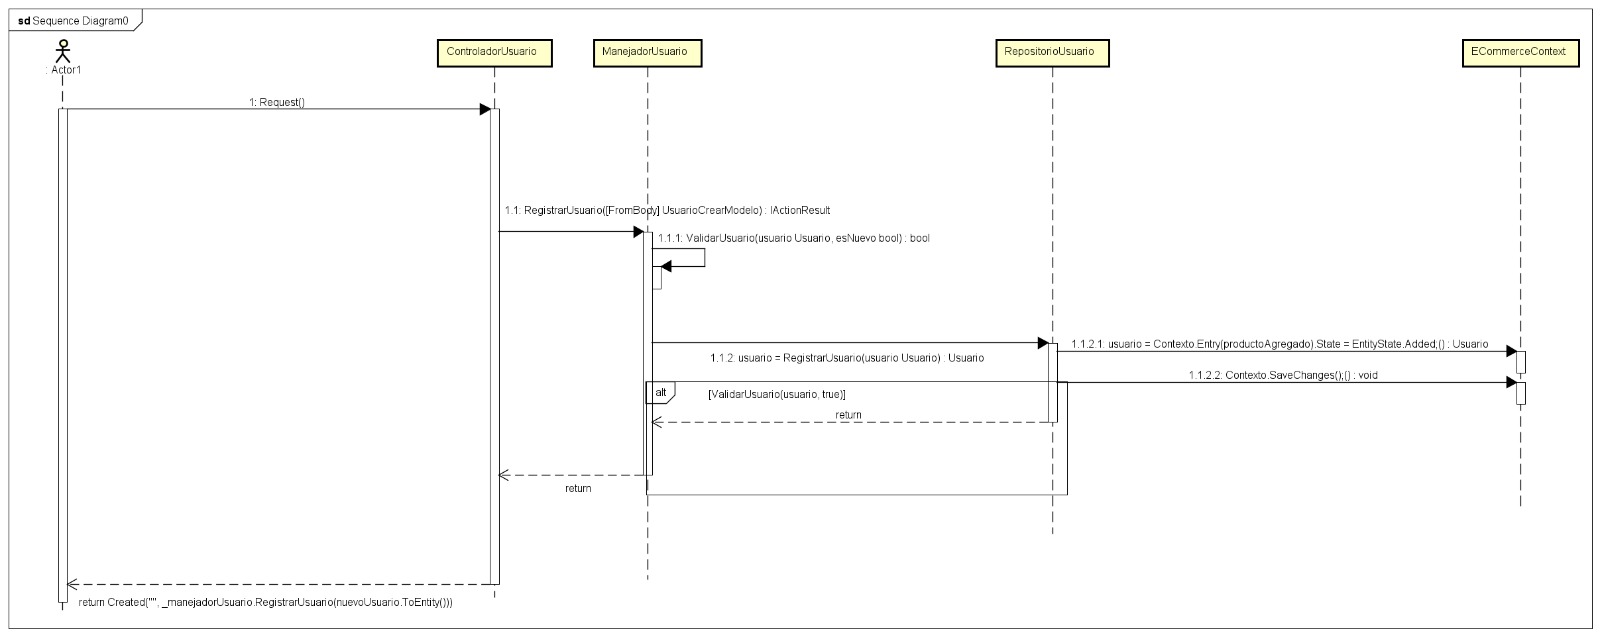 sd Sequence Diagram0
: Actor1
ControladorUsuario
ManejadorUsuario
RepositorioUsuario
ECommerceContext
1: Request()
1.1: RegistrarUsuario([FromBody] UsuarioCrearModelo) : IActionResult
1.1.1: ValidarUsuario(usuario Usuario, esNuevo bool) : bool
1.1.2.1: usuario = Contexto.Entry(productoAgregado).State = EntityState.Added;() : Usuario
1.1.2: usuario = RegistrarUsuario(usuario Usuario) : Usuario
1.1.2.2: Contexto.SaveChanges();() : void
alt
[ValidarUsuario(usuario, true)]
return
return
return Created("", _manejadorUsuario.RegistrarUsuario(nuevoUsuario.ToEntity()))